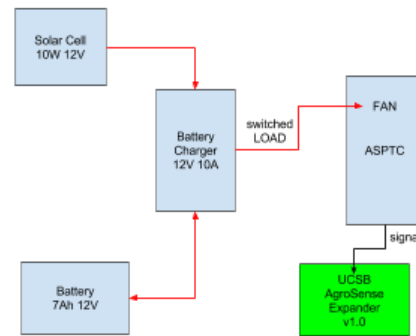 Solar Cell
10W 12V
Battery
Charger
12V 10A
switched
LOAD
FAN
ASPTC
signal
Battery
7Ah 12V
UCSB
AgroSense
Expander
v1.0